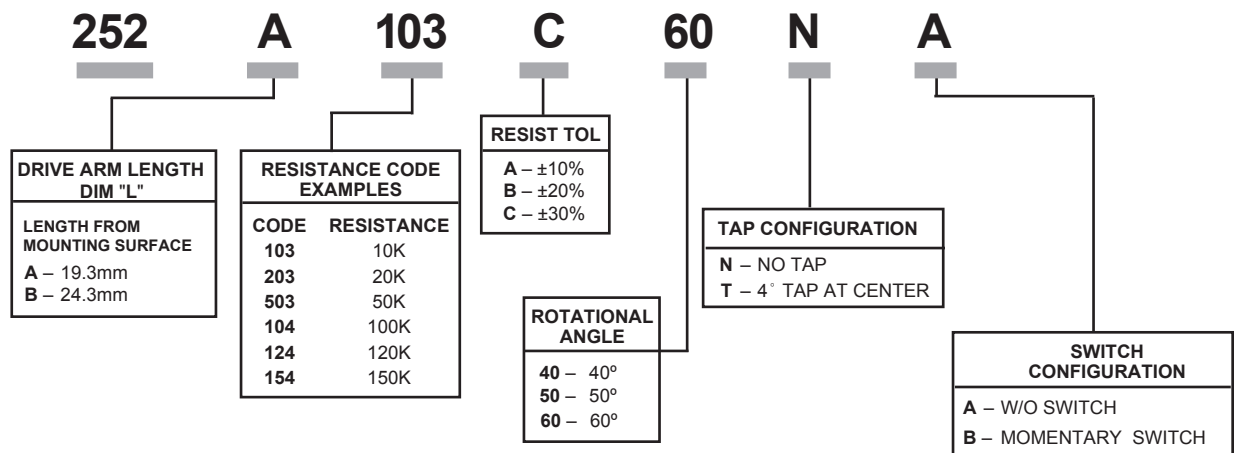 252 A 103 C 60 N A
DRIVE ARM LENGTH
DIM "L"
LENGTH FROM
MOUNTING SURFACE
A – 19.3mm
B – 24.3mm
RESISTANCE CODE
EXAMPLES
CODE RESISTANCE
103 10K
203 20K
503 50K
104 100K
124 120K
154 150K
RESIST TOL
A – ±10%
B – ±20%
C – ±30%
ROTATIONAL
ANGLE
40 – 40º
50 – 50º
60 – 60º
TAP CONFIGURATION
N – NO TAP
T – 4° TAP AT CENTER
SWITCH
CONFIGURATION
A – W/O SWITCH
B – MOMENTARY SWITCH